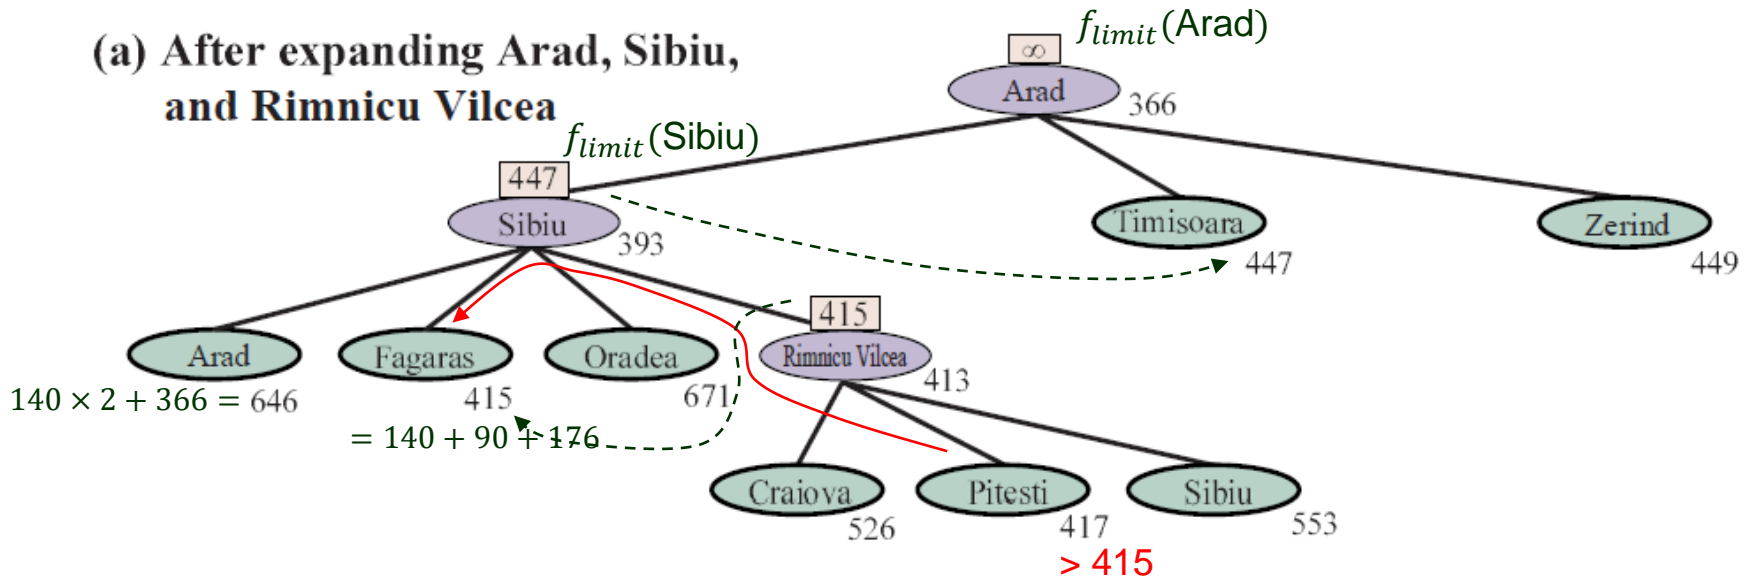 (a) After expanding Arad, Sibiu,
and Rimnicu Vilcea
f_limit(Arad)
∞
Arad
366
f_limit(Sibiu)
447
Sibiu
393
Timisoara
447
Zerind
449
Arad
140 × 2 + 366 = 646
Fagaras
415
= 140 + 90 + 176
Oradea
671
415
Rimnicu Vilcea
413
Craiova
526
Pitesti
417
> 415
Sibiu
553